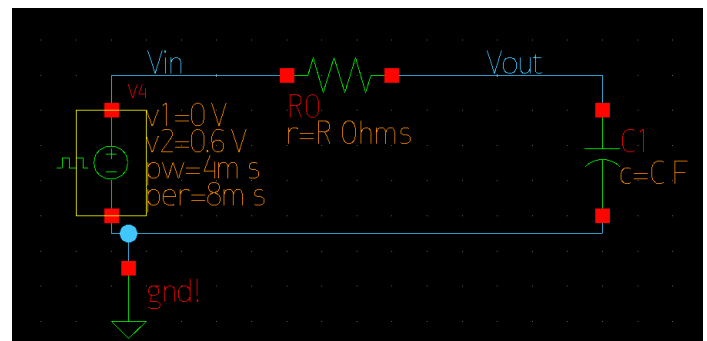 Vin
Vout
V4
v1=0 V
v2=0.6 V
pw=4m s
per=8m s
R0
r=R Ohms
C1
c=C F
gnd!